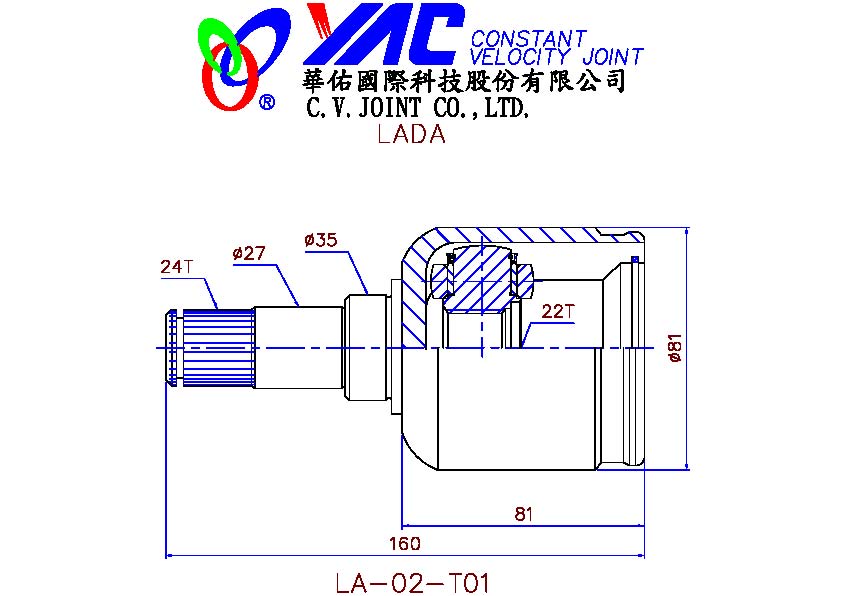 YAC CONSTANT
VELOCITY JOINT
®
華佑國際科技股份有限公司
C.V.JOINT CO.,LTD.
LADA
ø35
ø27
24T
22T
ø81
81
160
LA-02-T01